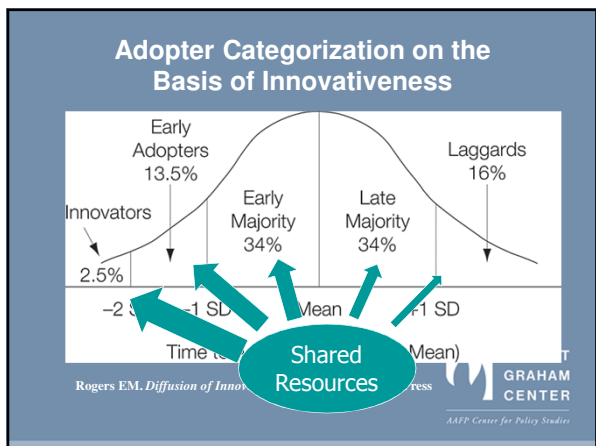 Adopter Categorization on the
Basis of Innovativeness
Early
Adopters
13.5%
Laggards
16%
Innovators
Early
Majority
34%
Late
Majority
34%
2.5%
–2 –1 SD Mean +1 SD
Time Mean)
Shared
Resources
Rogers EM. Diffusion of
GRAHAM
CENTER
AAFP Center for Policy Studies